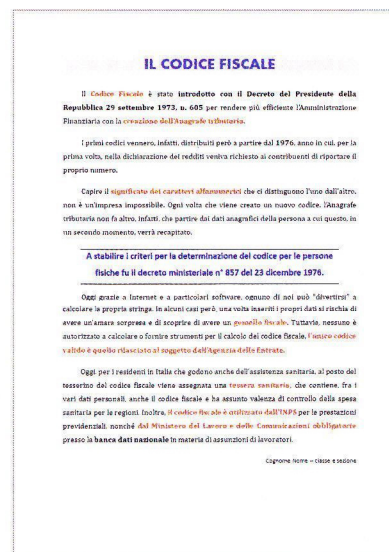 IL CODICE FISCALE
Il Codice Fiscale è stato introdotto con il Decreto del Presidente della
Repubblica 29 settembre 1973, n. 605 per rendere più efficiente l'Amministrazione
Finanziaria con la creazione dell'Anagrafe tributaria.
I primi codici vennero, infatti, distribuiti però a partire dal 1976, anno in cui, per la
prima volta, nella dichiarazione dei redditi veniva richiesto ai contribuenti di riportare il
proprio numero.
Capire il significato dei caratteri alfanumerici che ci distinguono l'uno dall'altro,
non è un'impresa impossibile. Ogni volta che viene creato un nuovo codice, l'Anagrafe
tributaria non fa altro, infatti, che partire dai dati anagrafici della persona a cui questo, in
un secondo momento, verrà recapitato.
A stabilire i criteri per la determinazione del codice per le persone
fisiche fu il decreto ministeriale n° 857 del 23 dicembre 1976.
Oggi grazie a Internet e a particolari software, ognuno di noi può "divertirsi" a
calcolare la propria stringa. In alcuni casi però, una volta inseriti i propri dati si rischia di
avere un'amara sorpresa e di scoprire di avere un gemello fiscale. Tuttavia, nessuno è
autorizzato a calcolare o fornire strumenti per il calcolo del codice fiscale, l'unico codice
valido è quello rilasciato al soggetto dall'Agenzia delle Entrate.
Oggi per i residenti in Italia che godono anche dell'assistenza sanitaria, al posto del
tesserino del codice fiscale viene assegnata una tessera sanitaria, che contiene, fra i
vari dati personali, anche il codice fiscale e ha assunto valenza di controllo della spesa
sanitaria per le regioni. Inoltre, il codice fiscale è utilizzato dall'INPS per le prestazioni
previdenziali, nonché dal Ministero del Lavoro e delle Comunicazioni obbligatorie
presso la banca dati nazionale in materia di assunzioni di lavoratori.
Cognome Nome – classe e sezione